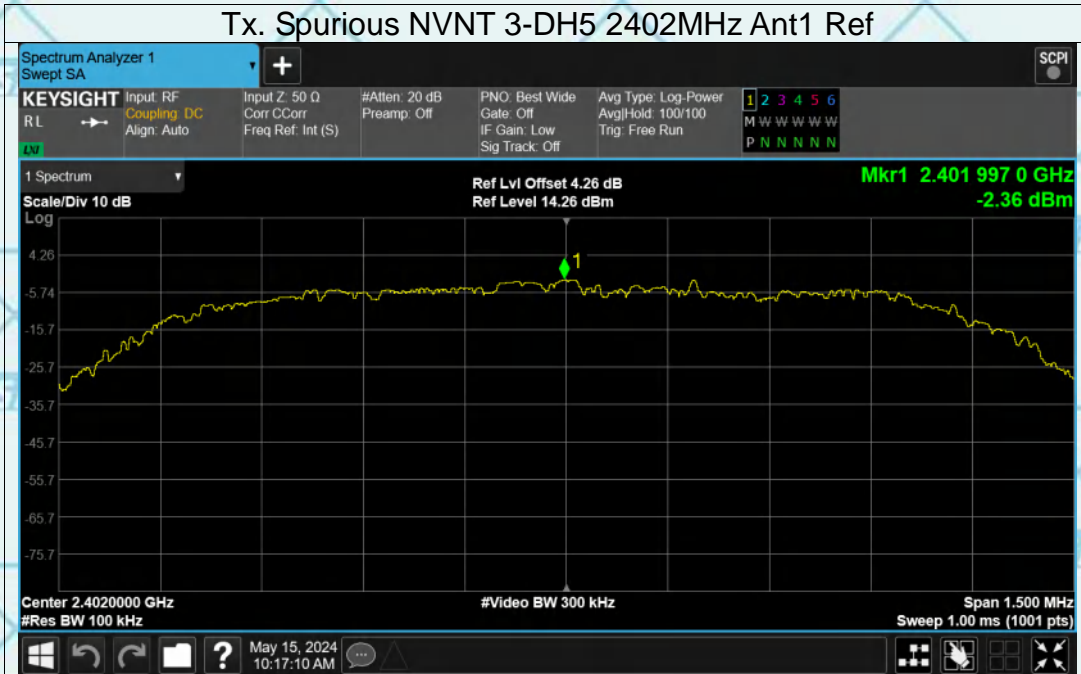 Tx. Spurious NVNT 3-DH5 2402MHz Ant1 Ref
Spectrum Analyzer 1
Swept SA
+
SCPI
KEYSIGHT
RL
LXI
Input: RF
Coupling: DC
Align: Auto
Input Z: 50 Ω
Corr CCorr
Freq Ref: Int (S)
#Atten: 20 dB
Preamp: Off
PNO: Best Wide
Gate: Off
IF Gain: Low
Sig Track: Off
Avg Type: Log-Power
Avg|Hold: 100/100
Trig: Free Run
1 2 3 4 5 6
M W W W W W
P N N N N N
1 Spectrum
Scale/Div 10 dB
Log
Ref Lvl Offset 4.26 dB
Ref Level 14.26 dBm
Mkr1 2.401 997 0 GHz
-2.36 dBm
1
4.26
-5.74
-15.7
-25.7
-35.7
-45.7
-55.7
-65.7
-75.7
Center 2.4020000 GHz
#Video BW 300 kHz
Span 1.500 MHz
#Res BW 100 kHz
Sweep 1.00 ms (1001 pts)
?
May 15, 2024
10:17:10 AM